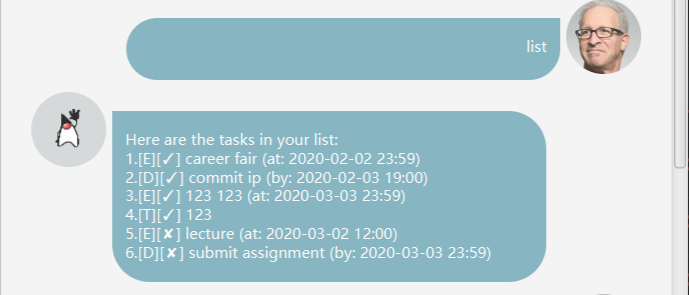 list
Here are the tasks in your list:
1.[E][✓] career fair (at: 2020-02-02 23:59)
2.[D][✓] commit ip (by: 2020-02-03 19:00)
3.[E][✓] 123 123 (at: 2020-03-03 23:59)
4.[T][✓] 123
5.[E][✘] lecture (at: 2020-03-02 12:00)
6.[D][✘] submit assignment (by: 2020-03-03 23:59)